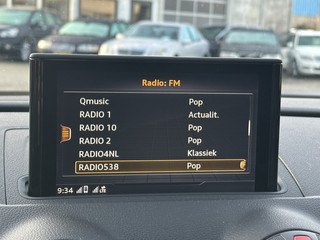 Radio: FM
Qmusic Pop
RADIO 1 Actualit.
RADIO 10 Pop
RADIO 2 Pop
RADIO4NL Klassiek
RADIO538 Pop
9:34